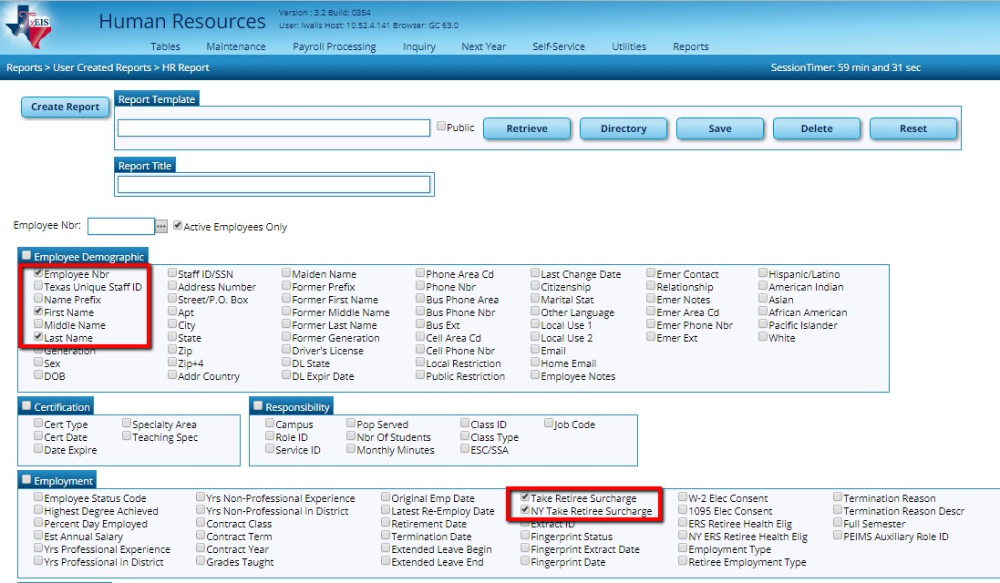 TxEIS
Human Resources
Version : 3.2 Build: 0354
User: lwalls Host: 10.52.4.141 Browser: GC 63.0
Tables Maintenance Payroll Processing Inquiry Next Year Self-Service Utilities Reports
Reports > User Created Reports > HR Report SessionTimer: 59 min and 31 sec
Create Report
Report Template
Public Retrieve Directory Save Delete Reset
Report Title
Employee Nbr: ... Active Employees Only
Employee Demographic
Employee Nbr Staff ID/SSN Maiden Name Phone Area Cd Last Change Date Emer Contact Hispanic/Latino
Texas Unique Staff ID Address Number Former Prefix Phone Nbr Citizenship Relationship American Indian
Name Prefix Street/P.O. Box Former First Name Bus Phone Area Marital Stat Emer Notes Asian
First Name Apt Former Middle Name Bus Phone Nbr Other Language Emer Area Cd African American
Middle Name City Former Last Name Bus Ext Local Use 1 Emer Phone Nbr Pacific Islander
Last Name State Former Generation Cell Area Cd Local Use 2 Emer Ext White
Generation Zip Driver's License Cell Phone Nbr Email
Sex Zip+4 DL State Local Restriction Home Email
DOB Addr Country DL Expir Date Public Restriction Employee Notes
Certification Responsibility
Cert Type Specialty Area Campus Pop Served Class ID Job Code
Cert Date Teaching Spec Role ID Nbr Of Students Class Type
Date Expire Service ID Monthly Minutes ESC/SSA
Employment
Employee Status Code Yrs Non-Professional Experience Original Emp Date Take Retiree Surcharge W-2 Elec Consent Termination Reason
Highest Degree Achieved Yrs Non-Professional in District Latest Re-Employ Date NY Take Retiree Surcharge 1095 Elec Consent Termination Reason Descr
Percent Day Employed Contract Class Retirement Date Extract ID ERS Retiree Health Elig Full Semester
Est Annual Salary Contract Term Termination Date Fingerprint Status NY ERS Retiree Health Elig PEIMS Auxiliary Role ID
Yrs Professional Experience Contract Year Extended Leave Begin Fingerprint Extract Date Employment Type
Yrs Professional in District Grades Taught Extended Leave End Fingerprint Date Retiree Employment Type